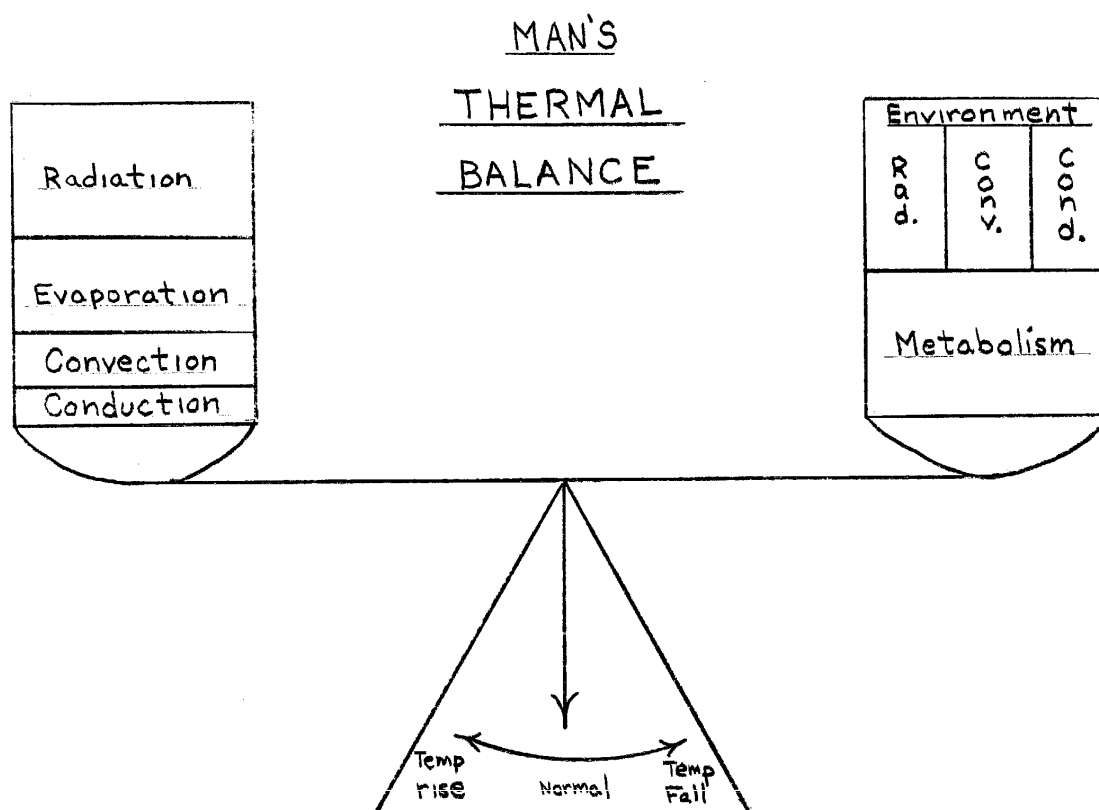 MAN'S
THERMAL
BALANCE
Radiation
Evaporation
Convection
Conduction
Environment
Rad.
Conv.
Cond.
Metabolism
Temp
rise
Normal
Temp
Fall